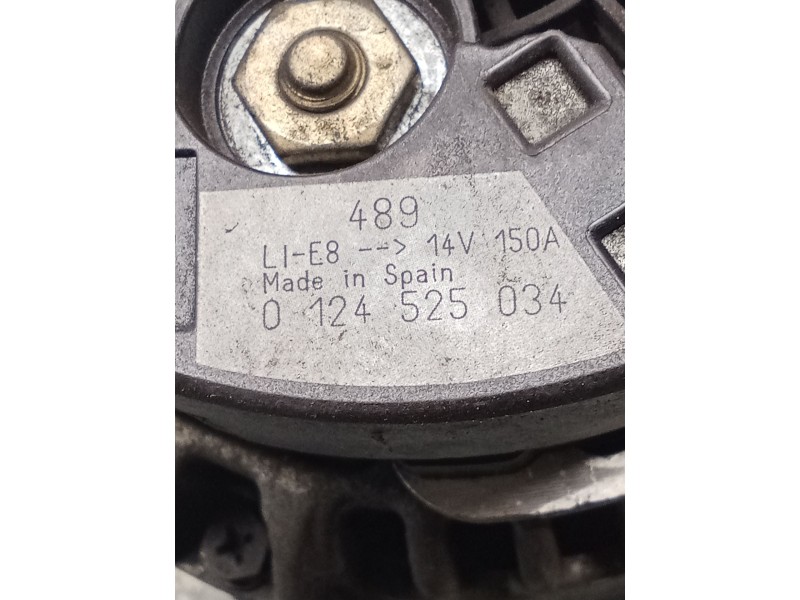 489
LI-E8 --> 14V 150A
Made in Spain
0 124 525 034